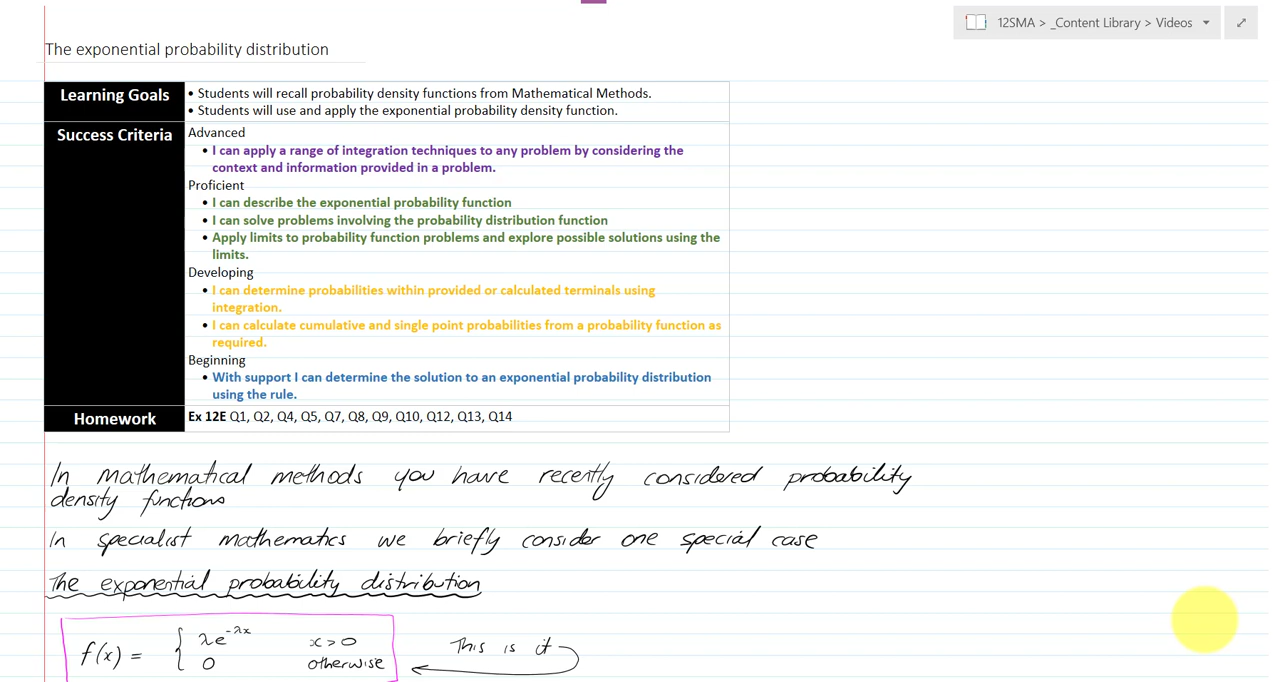 12SMA > _Content Library > Videos
The exponential probability distribution
Learning Goals
• Students will recall probability density functions from Mathematical Methods.
• Students will use and apply the exponential probability density function.
Success Criteria
Advanced
• I can apply a range of integration techniques to any problem by considering the
context and information provided in a problem.
Proficient
• I can describe the exponential probability function
• I can solve problems involving the probability distribution function
• Apply limits to probability function problems and explore possible solutions using the
limits.
Developing
• I can determine probabilities within provided or calculated terminals using
integration.
• I can calculate cumulative and single point probabilities from a probability function as
required.
Beginning
• With support I can determine the solution to an exponential probability distribution
using the rule.
Homework
Ex 12E Q1, Q2, Q4, Q5, Q7, Q8, Q9, Q10, Q12, Q13, Q14
In mathematical methods you have recently considered probability
density functions
In specialist mathematics we briefly consider one special case
The exponential probability distribution
f(x) = { λe^{-λx} x > 0
0 otherwise
This is it